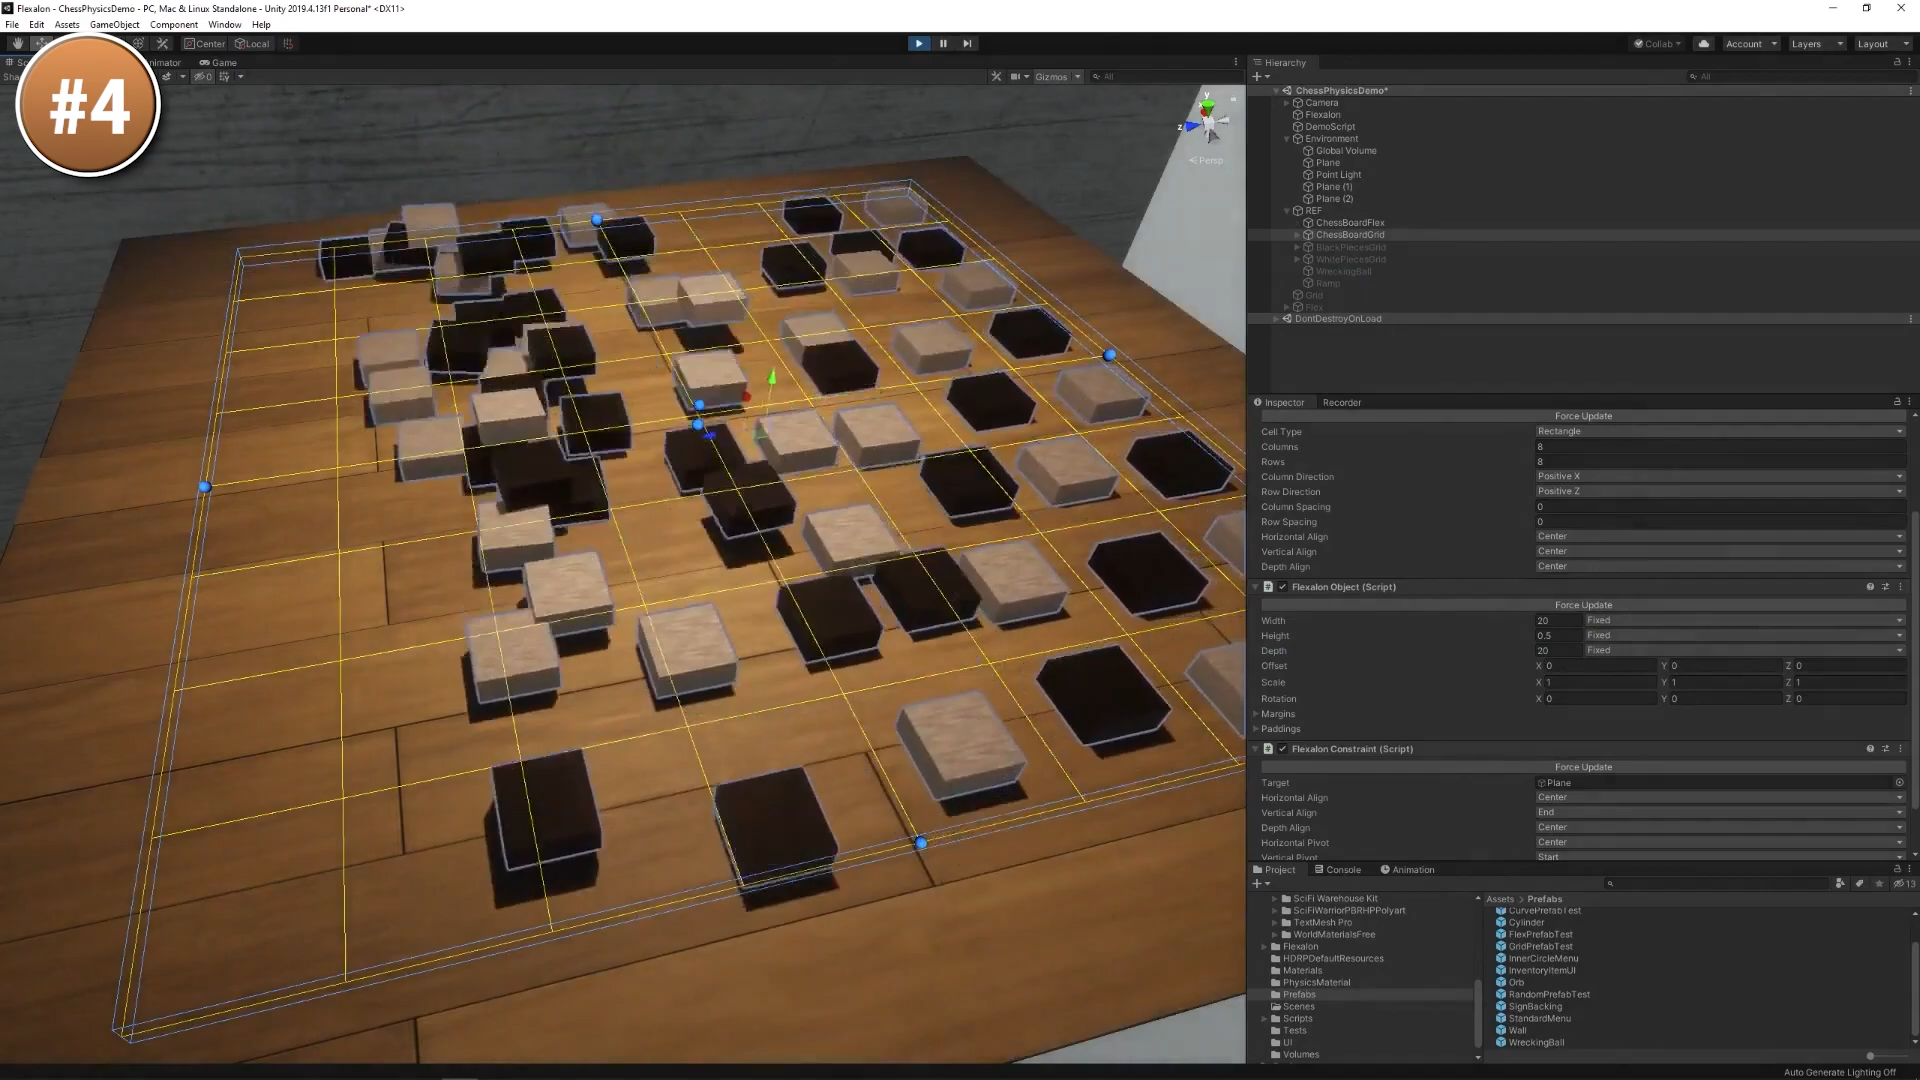 Flexalon - ChessPhysicsDemo - PC, Mac & Linux Standalone - Unity 2019.4.13f1 Personal* <DX11>
File Edit Assets GameObject Component Window Help
Center Local
Collab Account Layers Layout
#4
Game
Gizmos All
y
z
Persp
Hierarchy
All
ChessPhysicsDemo*
Camera
Flexalon
DemoScript
Environment
Global Volume
Plane
Point Light
Plane (1)
Plane (2)
REF
ChessBoardFlex
ChessBoardGrid
BlackPiecesGrid
WhitePiecesGrid
WreckingBall
Ramp
Grid
Flex
DontDestroyOnLoad
Inspector Recorder
Force Update
Cell Type Rectangle
Columns 8
Rows 8
Column Direction Positive X
Row Direction Positive Z
Column Spacing 0
Row Spacing 0
Horizontal Align Center
Vertical Align Center
Depth Align Center
Flexalon Object (Script)
Force Update
Width 20 Fixed
Height 0.5 Fixed
Depth 20 Fixed
Offset X 0 Y 0 Z 0
Scale X 1 Y 1 Z 1
Rotation X 0 Y 0 Z 0
Margins
Paddings
Flexalon Constraint (Script)
Force Update
Target Plane
Horizontal Align Center
Vertical Align End
Depth Align Center
Horizontal Pivot Center
Vertical Pivot Start
Project Console Animation
13
SciFi Warehouse Kit
SciFiWarriorPBRHPPolyart
TextMesh Pro
WorldMaterialsFree
Flexalon
HDRPDefaultResources
Materials
PhysicsMaterial
Prefabs
Scenes
Scripts
Tests
UI
Volumes
Assets > Prefabs
CurvePrefabTest
Cylinder
FlexPrefabTest
GridPrefabTest
InnerCircleMenu
InventoryItemUI
Orb
RandomPrefabTest
SignBacking
StandardMenu
Wall
WreckingBall
Auto Generate Lighting Off